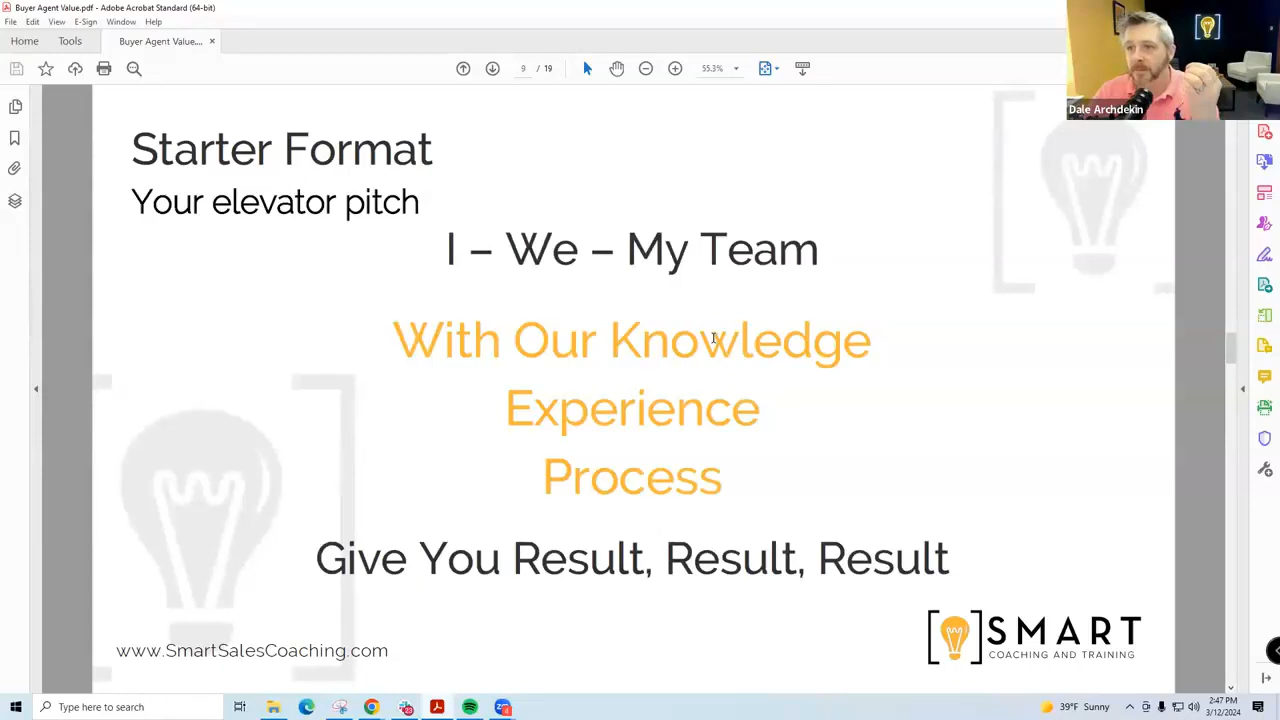 Buyer Agent Value.pdf - Adobe Acrobat Standard (64-bit)
File Edit View E-Sign Window Help
Home Tools Buyer Agent Value....
9 / 19 55.3%
Dale Archdekin
Starter Format
Your elevator pitch
I – We – My Team
With Our Knowledge
Experience
Process
Give You Result, Result, Result
SMART
COACHING AND TRAINING
www.SmartSalesCoaching.com
Type here to search
39°F Sunny
2:47 PM
3/12/2024